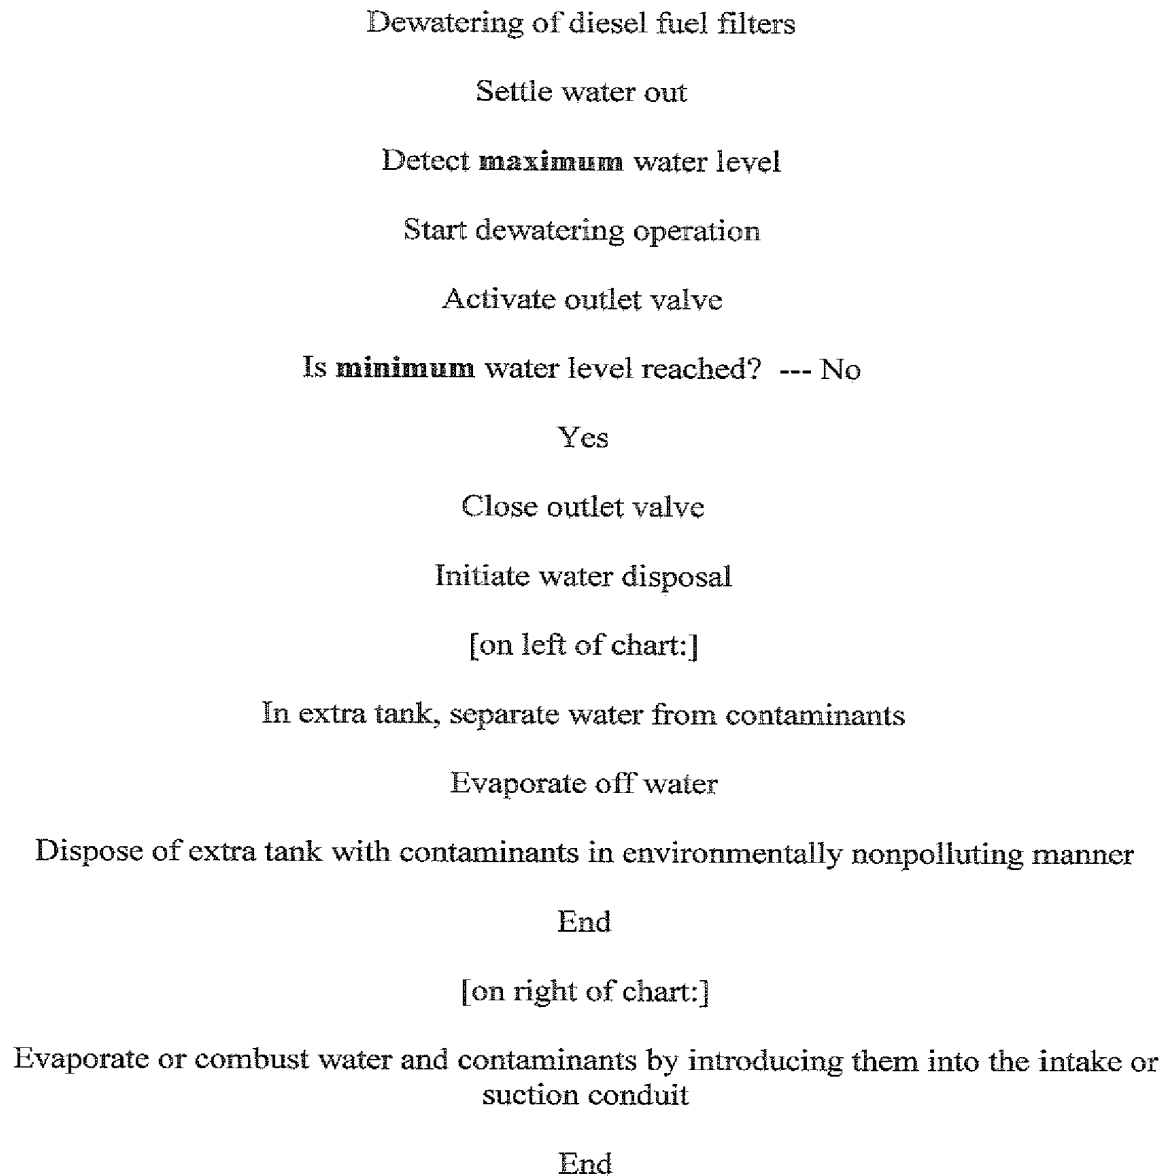 Dewatering of diesel fuel filters
Settle water out
Detect maximum water level
Start dewatering operation
Activate outlet valve
Is minimum water level reached? --- No
Yes
Close outlet valve
Initiate water disposal
[on left of chart:]
In extra tank, separate water from contaminants
Evaporate off water
Dispose of extra tank with contaminants in environmentally nonpolluting manner
End
[on right of chart:]
Evaporate or combust water and contaminants by introducing them into the intake or
suction conduit
End